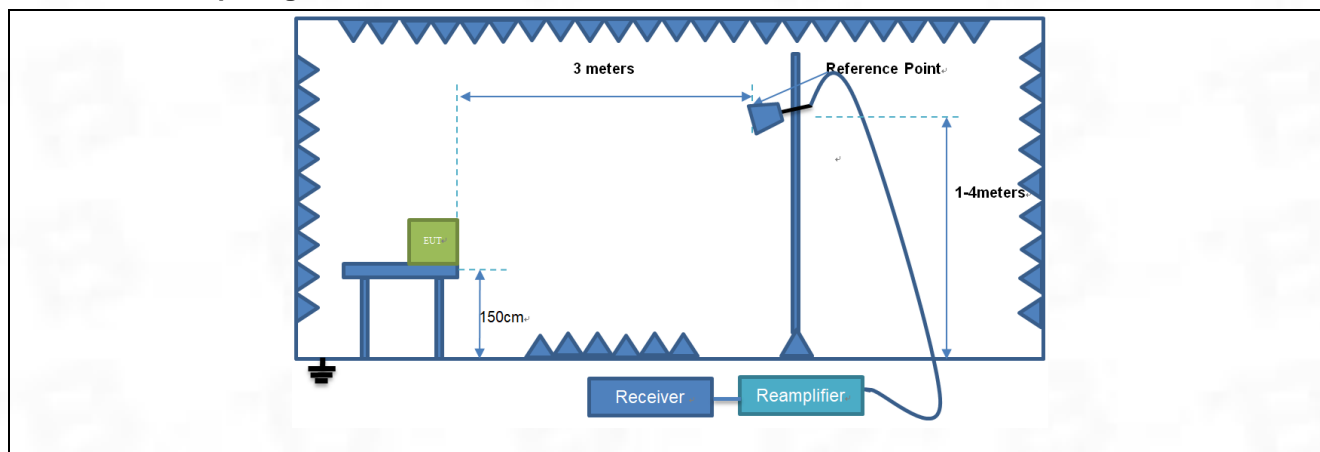 3 meters
Reference Point
1-4meters
EUT
150cm
Receiver
Reamplifier